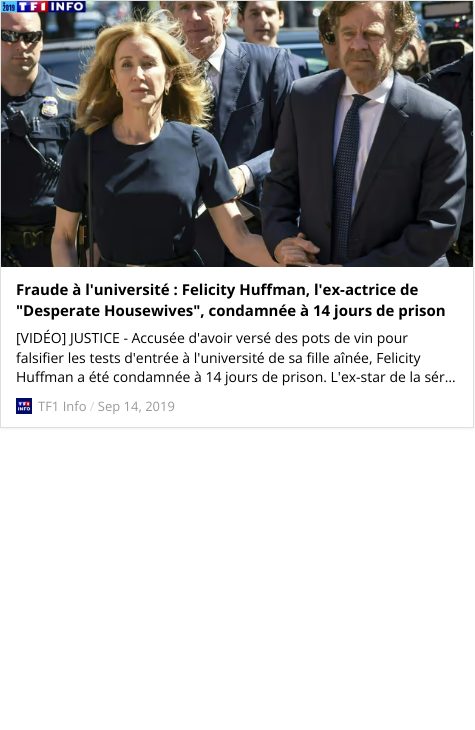 2019 TF1 INFO
Fraude à l'université : Felicity Huffman, l'ex-actrice de
"Desperate Housewives", condamnée à 14 jours de prison
[VIDÉO] JUSTICE - Accusée d'avoir versé des pots de vin pour
falsifier les tests d'entrée à l'université de sa fille aînée, Felicity
Huffman a été condamnée à 14 jours de prison. L'ex-star de la sér...
TF1 INFO TF1 Info / Sep 14, 2019